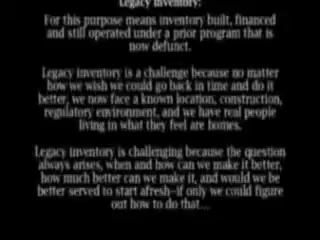 Legacy Inventory:
For this purpose means inventory built, financed
and still operated under a prior program that is
now defunct.
Legacy inventory is a challenge because no matter
how we wish we could go back in time and do it
better, we now face a known location, construction,
regulatory environment, and we have real people
living in what they feel are homes.
Legacy inventory is challenging because the question
always arises, when and how can we make it better,
how much better can we make it, and would we be
better served to start afresh-if only we could figure
out how to do that...